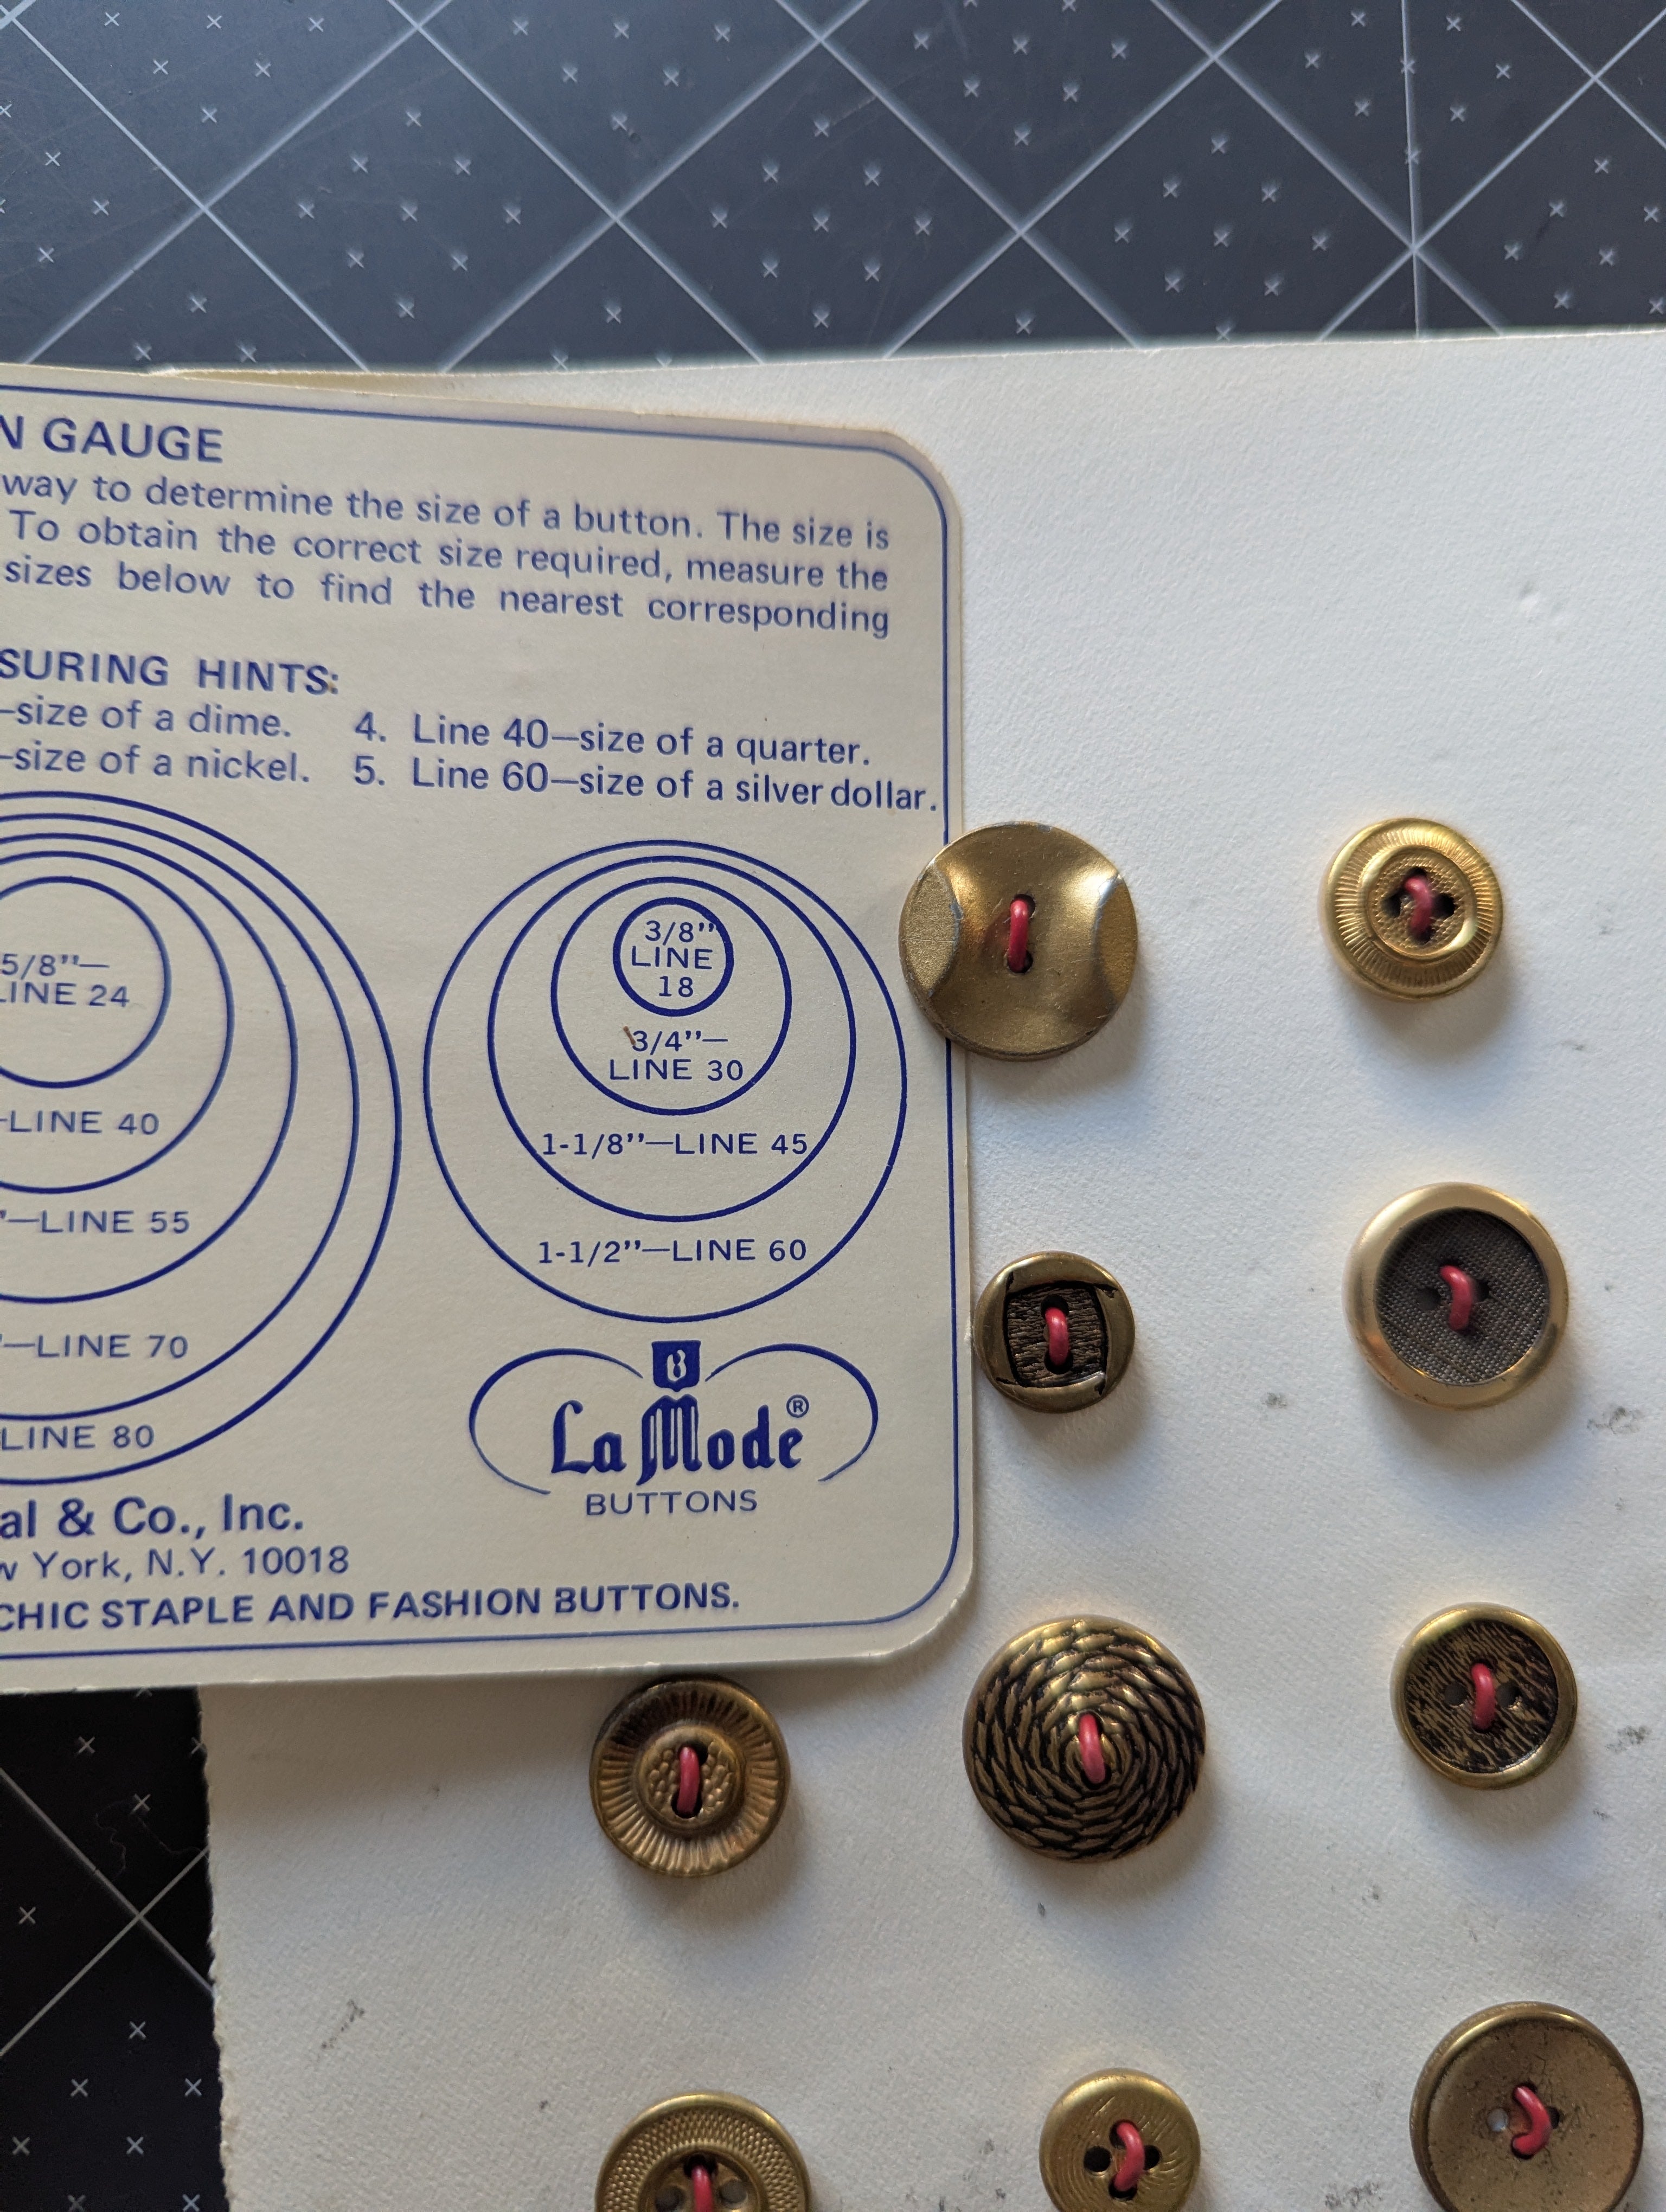 N GAUGE
way to determine the size of a button. The size is
To obtain the correct size required, measure the
sizes below to find the nearest corresponding
SURING HINTS:
—size of a dime. 4. Line 40—size of a quarter.
—size of a nickel. 5. Line 60—size of a silver dollar.
5/8"—
LINE 24
—LINE 40
"—LINE 55
"—LINE 70
LINE 80
3/8"
LINE
18
3/4"—
LINE 30
1-1/8"—LINE 45
1-1/2"—LINE 60
La Mode®
BUTTONS
al & Co., Inc.
w York, N.Y. 10018
CHIC STAPLE AND FASHION BUTTONS.